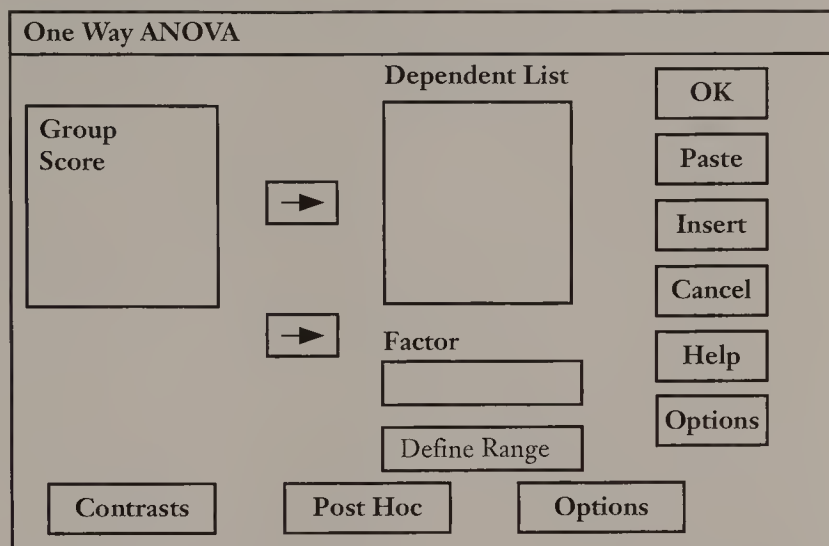 One Way ANOVA
Dependent List
Group
Score
OK
Paste
Insert
Cancel
Help
Options
Factor
Define Range
Contrasts
Post Hoc
Options